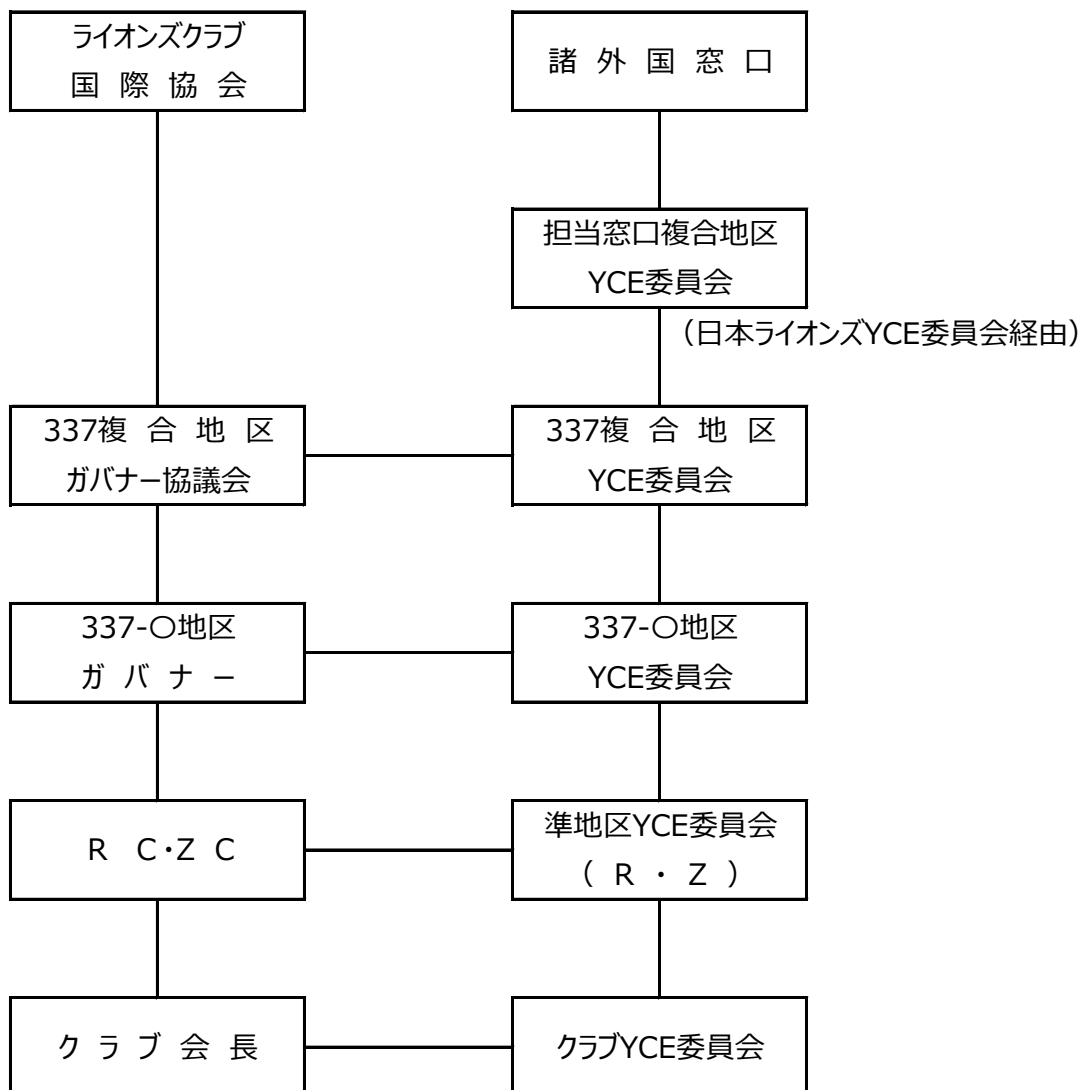 ライオンズクラブ
国際協会
諸外国窓口
担当窓口複合地区
YCE委員会
（日本ライオンズYCE委員会経由）
337複合地区
ガバナー協議会
337複合地区
YCE委員会
337-〇地区
ガバナー
337-〇地区
YCE委員会
R C・Z C
準地区YCE委員会
（ R ・ Z ）
クラブ会長
クラブYCE委員会